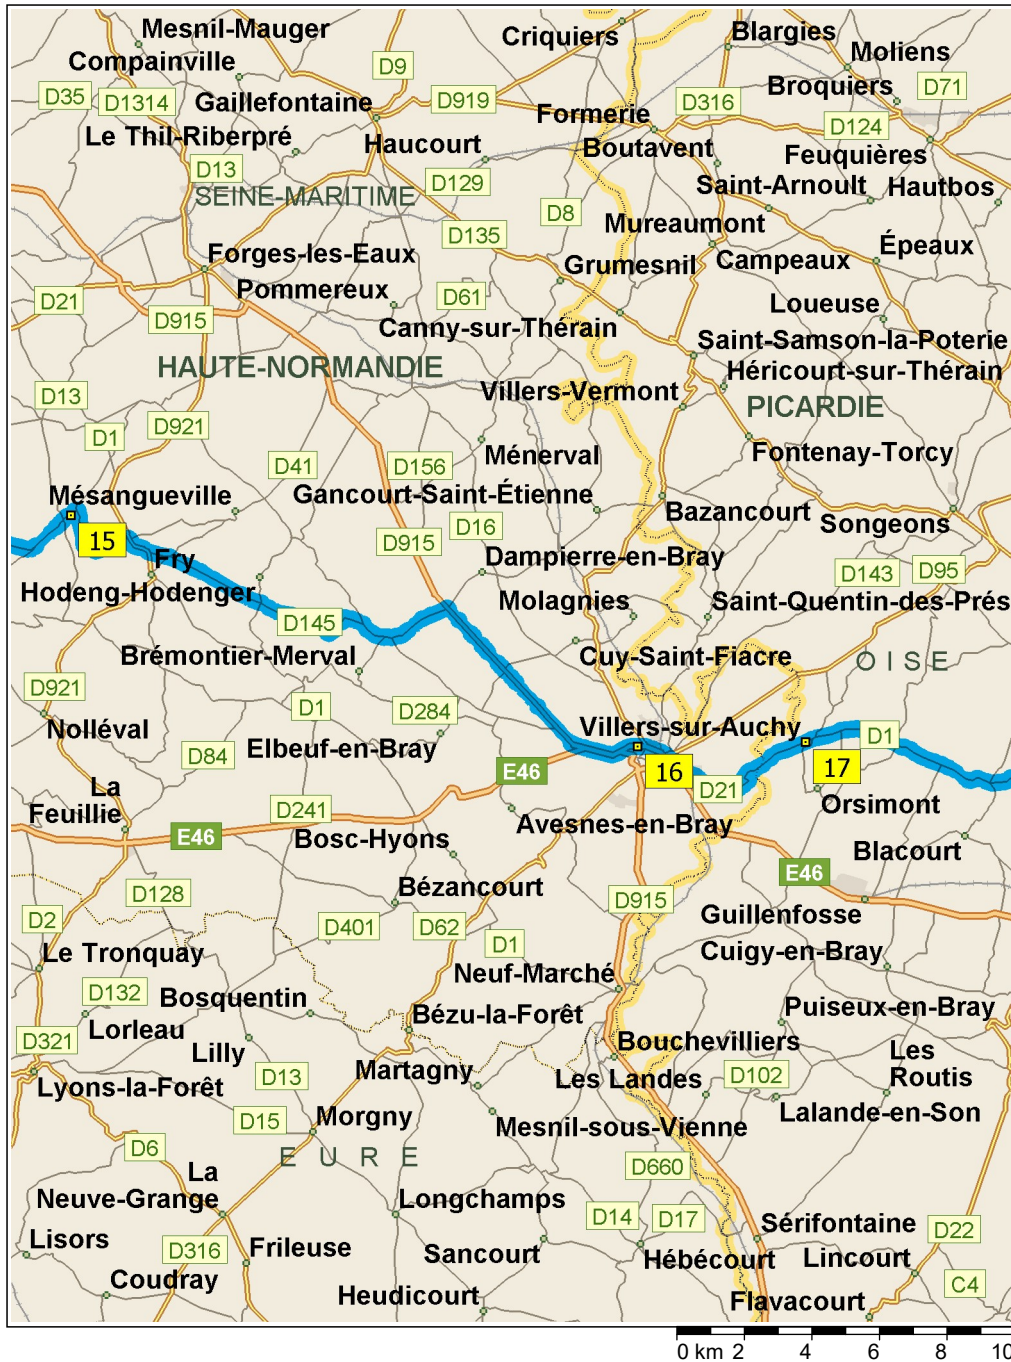 Mesnil-Mauger
Criquiers
Blargies
Compainville
D9
Moliens
D35
D1314
Gaillefontaine
D919
Broquiers
D71
Formerie
D316
Le Thil-Riberpré
Haucourt
Boutavent
D124
Feuquières
D13
D129
Saint-Arnoult
Hautbos
SEINE-MARITIME
D8
Mureaumont
D135
Forges-les-Eaux
Grumesnil
Campeaux
Épeaux
Pommereux
D61
D21
D915
Canny-sur-Thérain
Loueuse
Saint-Samson-la-Poterie
HAUTE-NORMANDIE
Héricourt-sur-Thérain
D13
Villers-Vermont
PICARDIE
D921
D1
Ménerval
Fontenay-Torcy
D41
D156
Mésangueville
Gancourt-Saint-Étienne
Bazancourt
Songeons
15
D16
D915
Fry
Dampierre-en-Bray
D143
D95
Hodeng-Hodenger
Molagnies
Saint-Quentin-des-Prés
D145
Brémontier-Merval
Cuy-Saint-Fiacre
OISE
D921
D1
D284
Nolléval
Villers-sur-Auchy
D1
D84
Elbeuf-en-Bray
E46
16
17
La
Feuillie
D21
Orsimont
D241
Avesnes-en-Bray
E46
Bosc-Hyons
Blacourt
E46
D128
Bézancourt
D915
D2
D401
D62
Guillenfosse
Le Tronquay
D1
Cuigy-en-Bray
Neuf-Marché
D132
Bosquentin
Puiseux-en-Bray
Lorleau
Bézu-la-Forêt
D321
Lilly
Bouchevilliers
Les
Routis
Lyons-la-Forêt
D13
Martagny
Les Landes
D102
D15
Morgny
Mesnil-sous-Vienne
Lalande-en-Son
D6
EURE
D660
La
Neuve-Grange
Longchamps
D14
D17
Sérifontaine
D22
Lisors
D316
Frileuse
Sancourt
Hébécourt
Lincourt
Coudray
Heudicourt
Flavacourt
C4
0 km 2 4 6 8 10